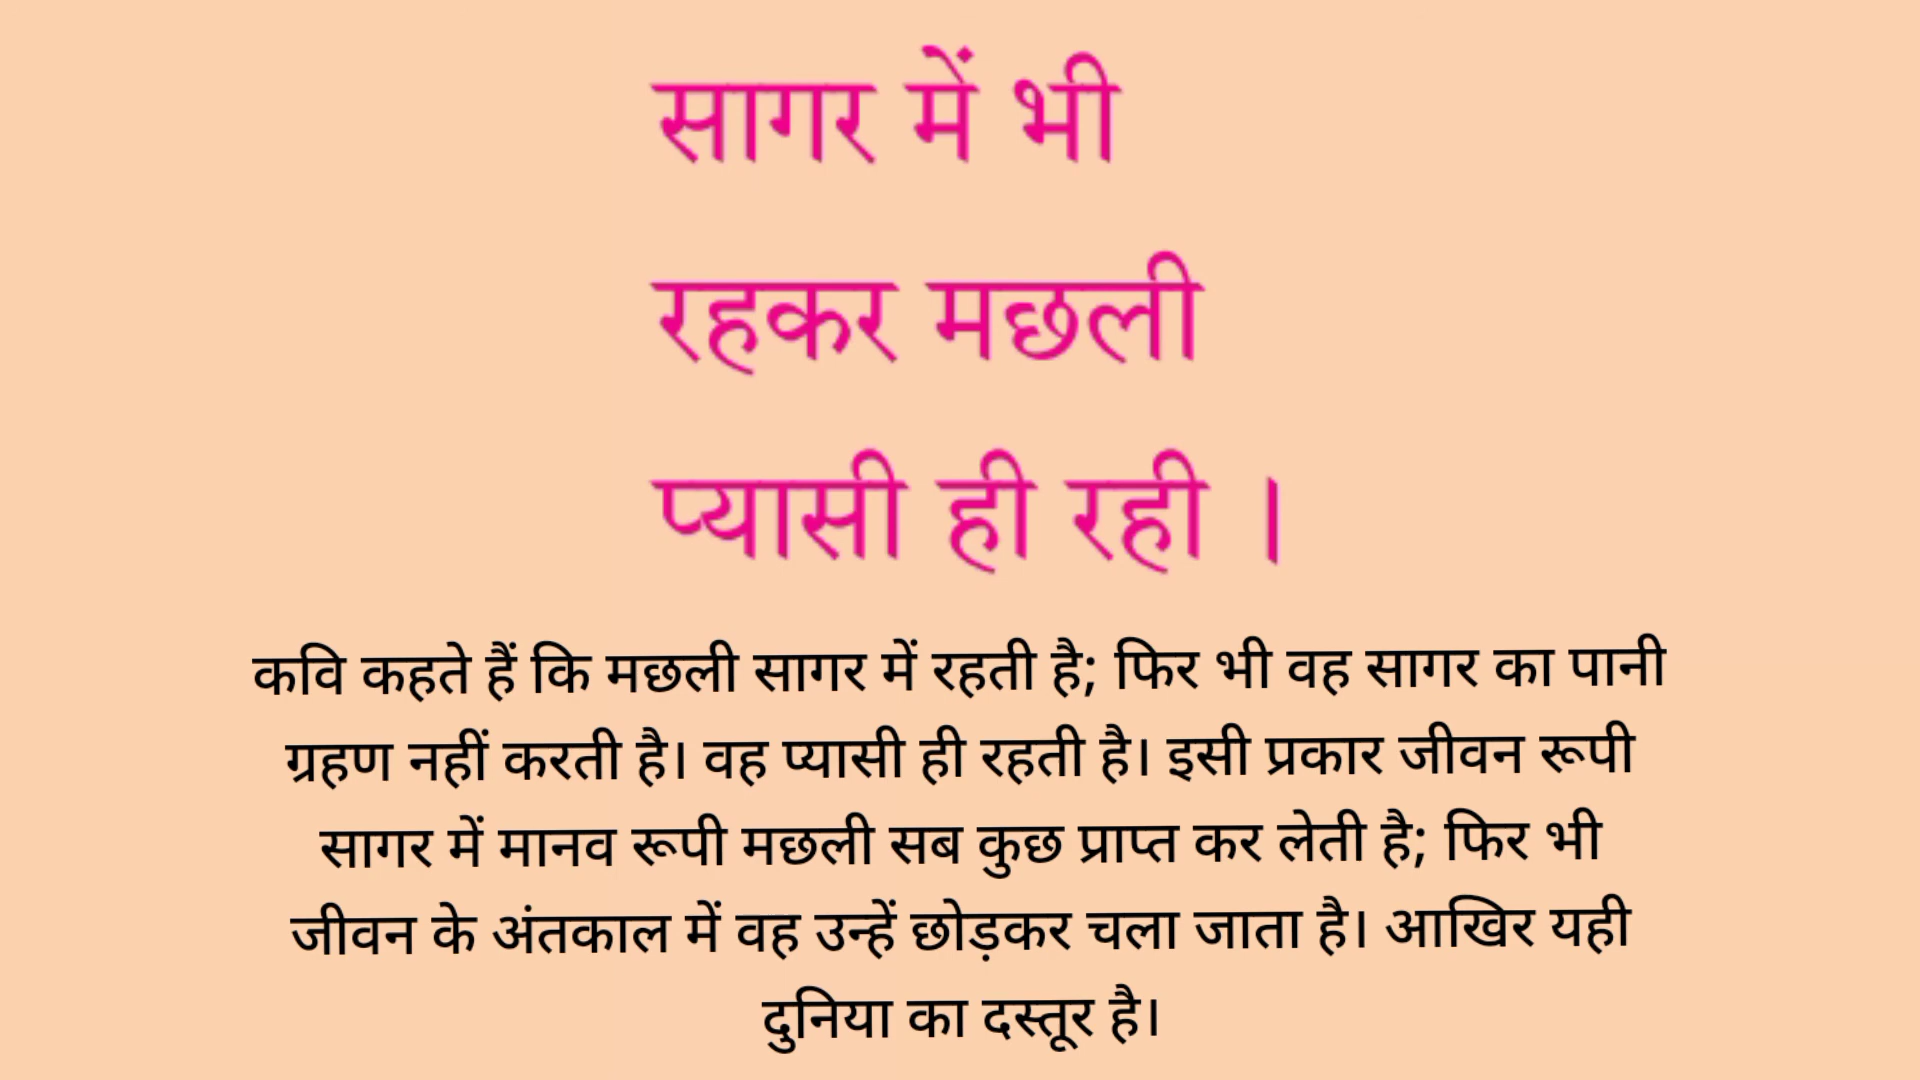 सागर में भी
रहकर मछली
प्यासी ही रही ।
कवि कहते हैं कि मछली सागर में रहती है; फिर भी वह सागर का पानी
ग्रहण नहीं करती है। वह प्यासी ही रहती है। इसी प्रकार जीवन रूपी
सागर में मानव रूपी मछली सब कुछ प्राप्त कर लेती है; फिर भी
जीवन के अंतकाल में वह उन्हें छोड़कर चला जाता है। आखिर यही
दुनिया का दस्तूर है।